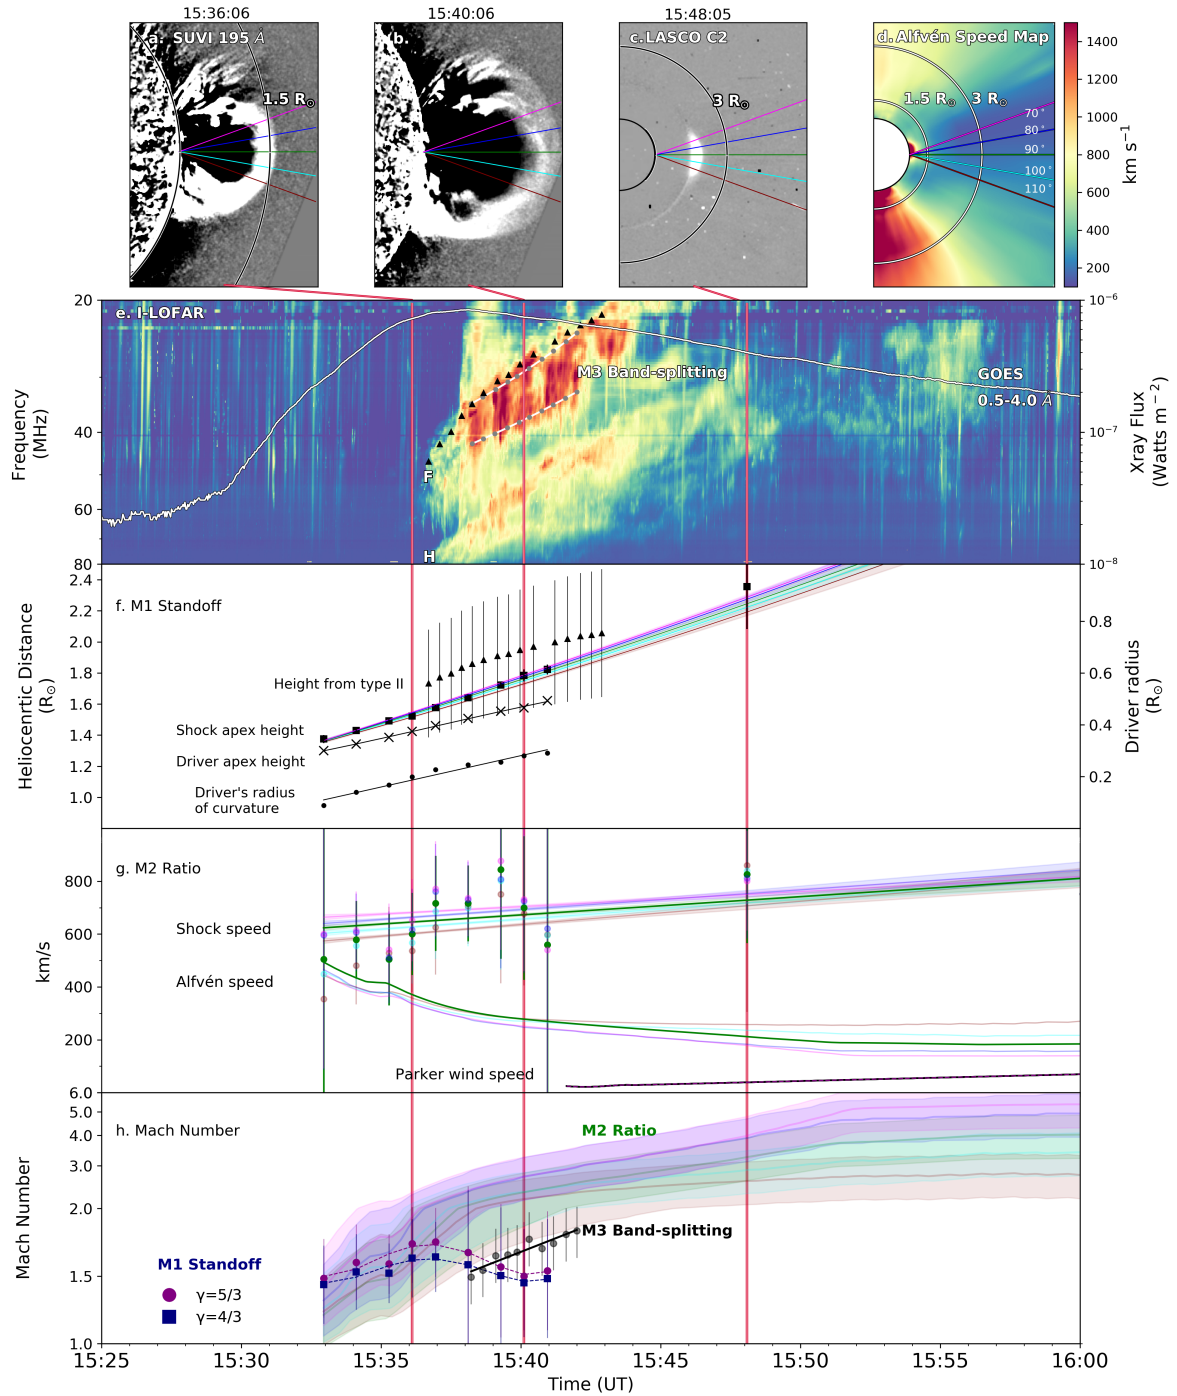 15:36:06
15:40:06
15:48:05
a. SUVI 195 Å
b.
c. LASCO C2
d. Alfvén Speed Map
1.5 R⊙
3 R⊙
1.5 R⊙ 3 R⊙
70°
80°
90°
100°
110°
1400
1200
1000
800
600
400
200
km s⁻¹
e. I-LOFAR
M3 Band-splitting
GOES
0.5-4.0 Å
F
H
20
40
60
80
Frequency
(MHz)
10⁻⁶
10⁻⁷
10⁻⁸
Xray Flux
(Watts m⁻²)
f. M1 Standoff
Height from type II
Shock apex height
Driver apex height
Driver's radius
of curvature
2.4
2.2
2.0
1.8
1.6
1.4
1.2
1.0
Heliocenrtic Distance
(R⊙)
0.8
0.6
0.4
0.2
Driver radius
(R⊙)
g. M2 Ratio
Shock speed
Alfvén speed
Parker wind speed
800
600
400
200
km/s
h. Mach Number
M2 Ratio
M3 Band-splitting
M1 Standoff
γ=5/3
γ=4/3
6.0
5.0
4.0
3.0
2.0
1.5
1.0
Mach Number
15:25 15:30 15:35 15:40 15:45 15:50 15:55 16:00
Time (UT)